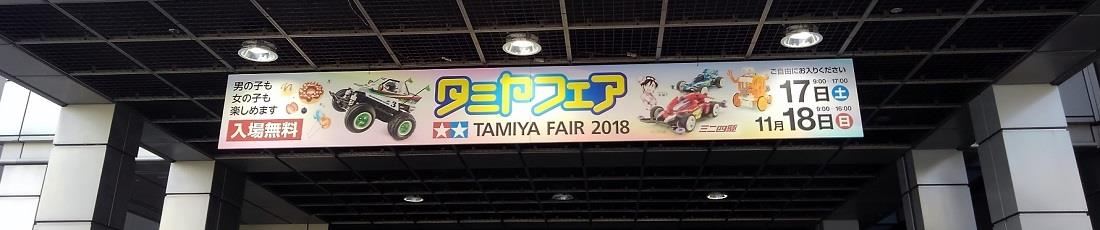 男の子も
女の子も
楽しめます
入場無料
タミヤフェア
TAMIYA FAIR 2018
ミニ四駆
ご自由にお入りください
17日 土 9:00-17:00
11月18日 日 9:00-16:00